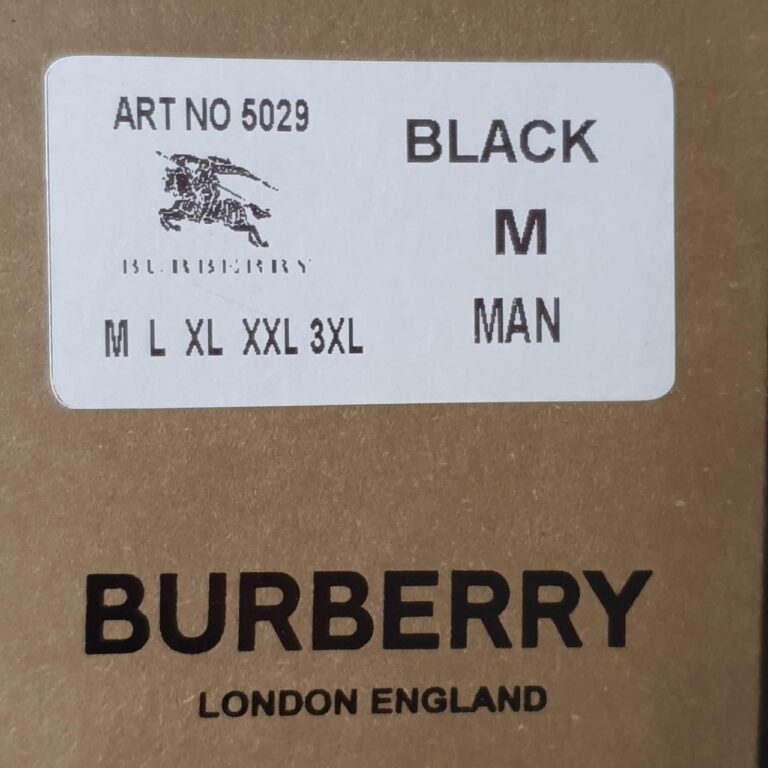 ART NO 5029
BURBERRY
M L XL XXL 3XL
BLACK
M
MAN
BURBERRY
LONDON ENGLAND